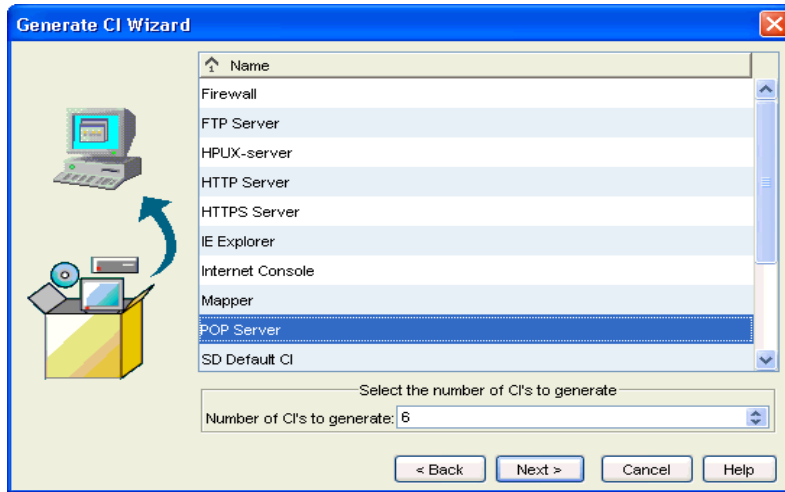 Generate CI Wizard
1 Name
Firewall
FTP Server
HPUX-server
HTTP Server
HTTPS Server
IE Explorer
Internet Console
Mapper
POP Server
SD Default CI
Select the number of CI's to generate
Number of CI's to generate: 6
< Back Next > Cancel Help